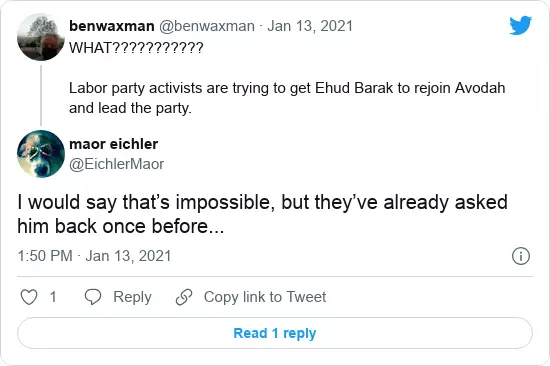 benwaxman @benwaxman · Jan 13, 2021
WHAT???????????
Labor party activists are trying to get Ehud Barak to rejoin Avodah
and lead the party.
maor eichler
@EichlerMaor
I would say that’s impossible, but they’ve already asked
him back once before...
1:50 PM · Jan 13, 2021
1 Reply Copy link to Tweet
Read 1 reply